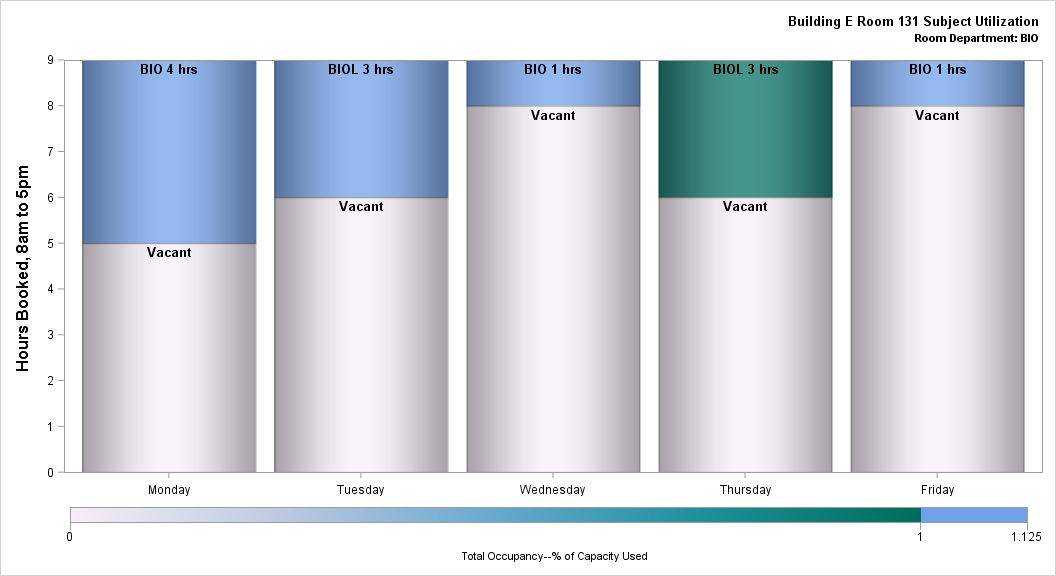 Building E Room 131 Subject Utilization
Room Department: BIO
Hours Booked, 8am to 5pm
9
8
7
6
5
4
3
2
1
0
BIO 4 hrs
Vacant
BIOL 3 hrs
Vacant
BIO 1 hrs
Vacant
BIOL 3 hrs
Vacant
BIO 1 hrs
Vacant
Monday
Tuesday
Wednesday
Thursday
Friday
0
1
1.125
Total Occupancy--% of Capacity Used